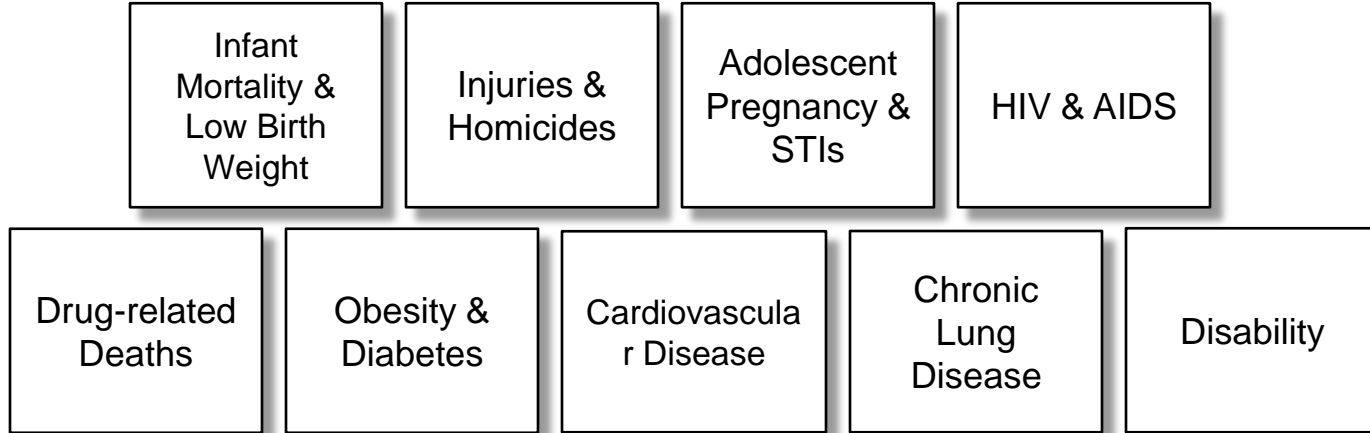 Infant
Mortality &
Low Birth
Weight
Injuries &
Homicides
Adolescent
Pregnancy &
STIs
HIV & AIDS
Drug-related
Deaths
Obesity &
Diabetes
Cardiovascula
r Disease
Chronic
Lung
Disease
Disability